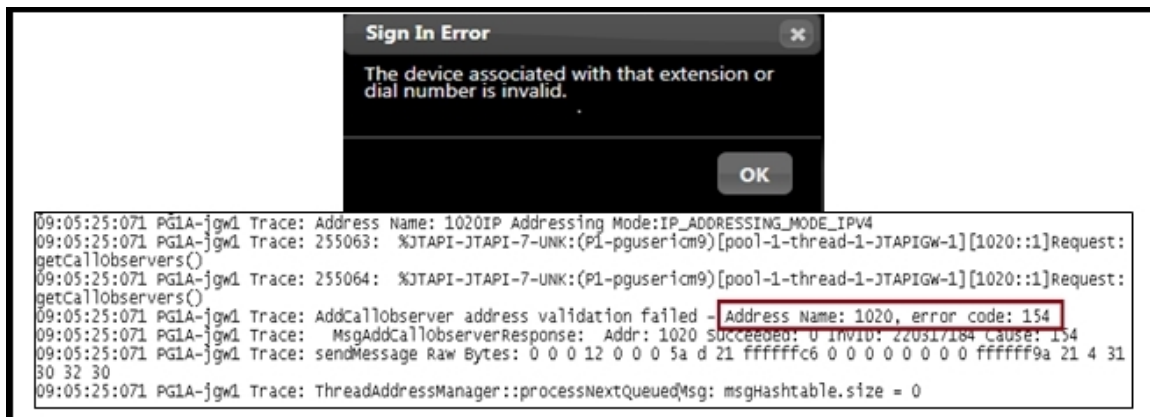 Sign In Error
The device associated with that extension or
dial number is invalid.
OK
09:05:25:071 PG1A-jgw1 Trace: Address Name: 1020IP Addressing Mode:IP_ADDRESSING_MODE_IPV4
09:05:25:071 PG1A-jgw1 Trace: 255063: %JTAPI-JTAPI-7-UNK:(P1-pgusericm9)[pool-1-thread-1-JTAPIGW-1][1020::1]Request:
getCallObservers()
09:05:25:071 PG1A-jgw1 Trace: 255064: %JTAPI-JTAPI-7-UNK:(P1-pgusericm9)[pool-1-thread-1-JTAPIGW-1][1020::1]Request:
getCallObservers()
09:05:25:071 PG1A-jgw1 Trace: AddCallObserver address validation failed - Address Name: 1020, error code: 154
09:05:25:071 PG1A-jgw1 Trace: MsgAddCallObserverResponse: Addr: 1020 Succeeded: 0 InvID: 220317184 Cause: 154
09:05:25:071 PG1A-jgw1 Trace: sendMessage Raw Bytes: 0 0 0 12 0 0 0 5a d 21 ffffffc6 0 0 0 0 0 0 0 0 ffffff9a 21 4 31
30 32 30
09:05:25:071 PG1A-jgw1 Trace: ThreadAddressManager::processNextQueuedMsg: msgHashtable.size = 0